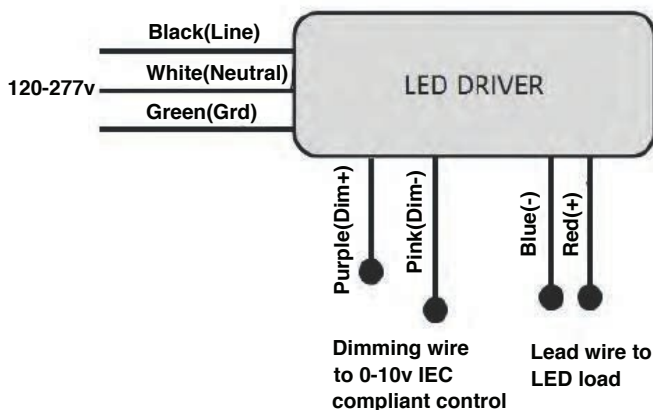 Black(Line)
120-277v
White(Neutral)
Green(Grd)
LED DRIVER
Purple(Dim+)
Pink(Dim-)
Blue(-)
Red(+)
Dimming wire
to 0-10v IEC
compliant control
Lead wire to
LED load